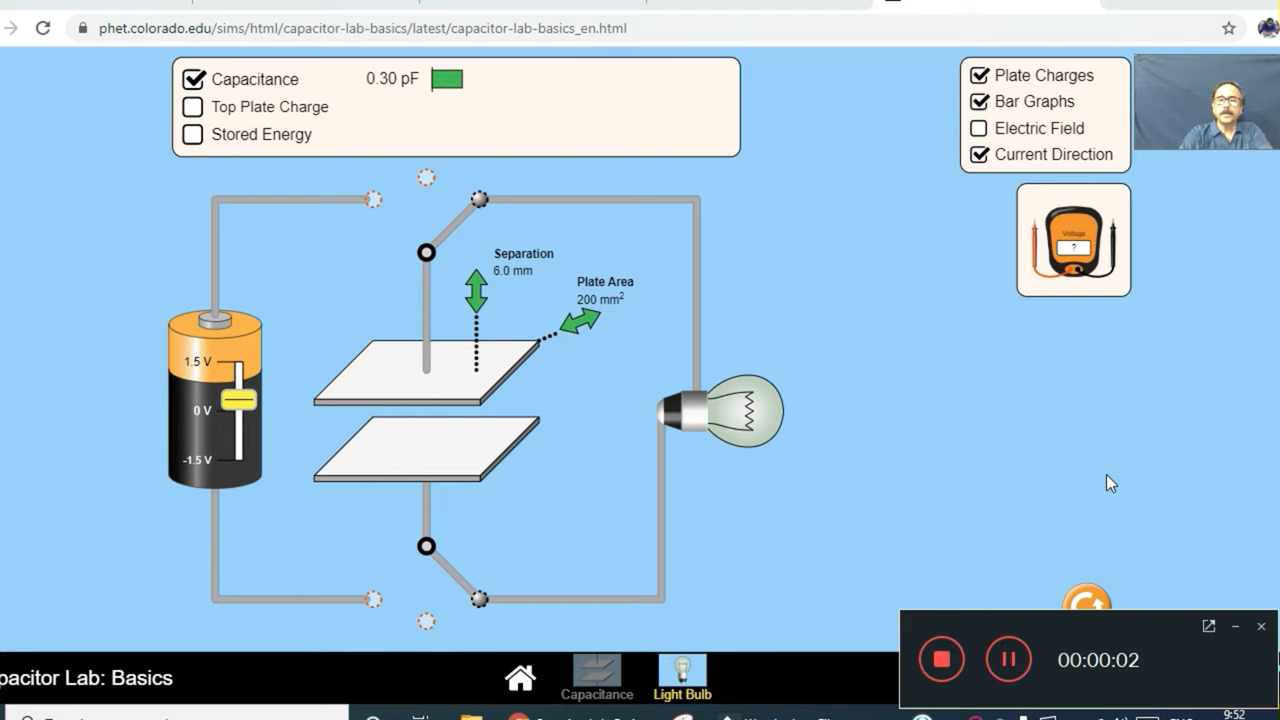 phet.colorado.edu/sims/html/capacitor-lab-basics/latest/capacitor-lab-basics_en.html
Capacitance 0.30 pF
Top Plate Charge
Stored Energy
Plate Charges
Bar Graphs
Electric Field
Current Direction
Voltage
?
Separation
6.0 mm
Plate Area
200 mm²
1.5 V
0 V
-1.5 V
00:00:02
pacitor Lab: Basics
Capacitance
Light Bulb
9:52